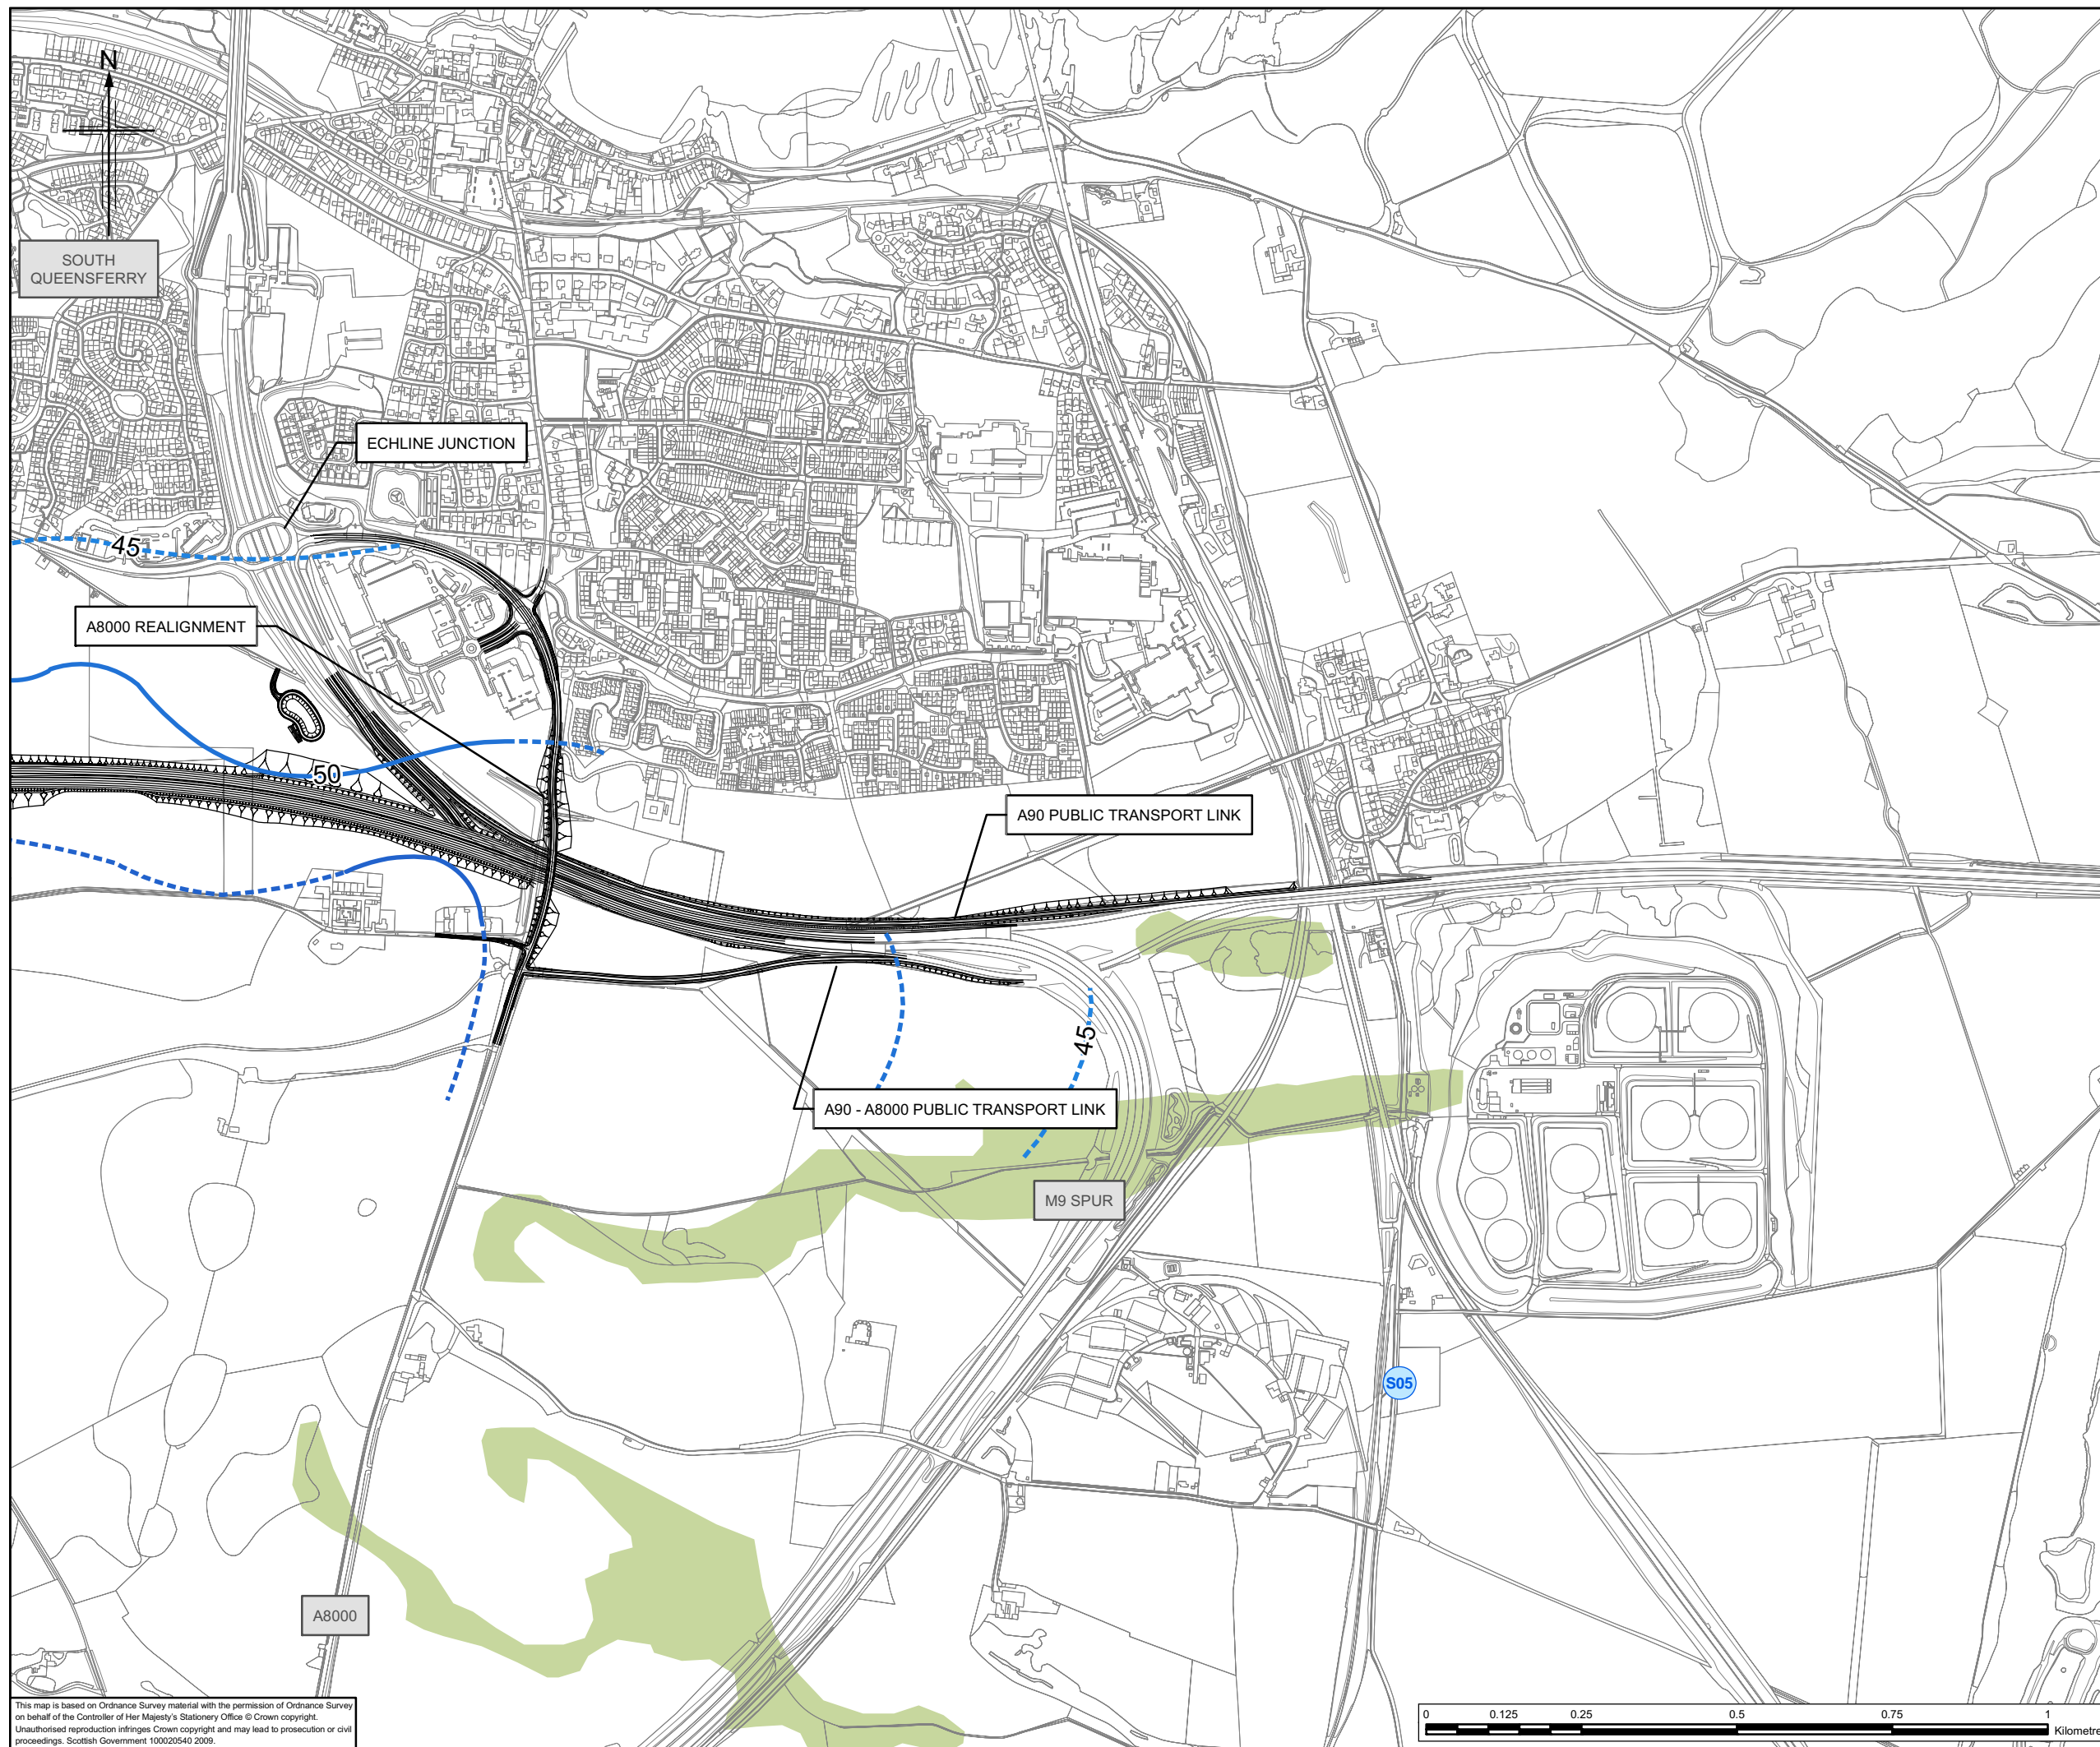 N
SOUTH
QUEENSFERRY
ECHLINE JUNCTION
45
A8000 REALIGNMENT
50
A90 PUBLIC TRANSPORT LINK
45
A90 - A8000 PUBLIC TRANSPORT LINK
M9 SPUR
S05
A8000
This map is based on Ordnance Survey material with the permission of Ordnance Survey
on behalf of the Controller of Her Majesty's Stationery Office © Crown copyright.
Unauthorised reproduction infringes Crown copyright and may lead to prosecution or civil
proceedings. Scottish Government 100020540 2009.
0 0.125 0.25 0.5 0.75 1
Kilometre